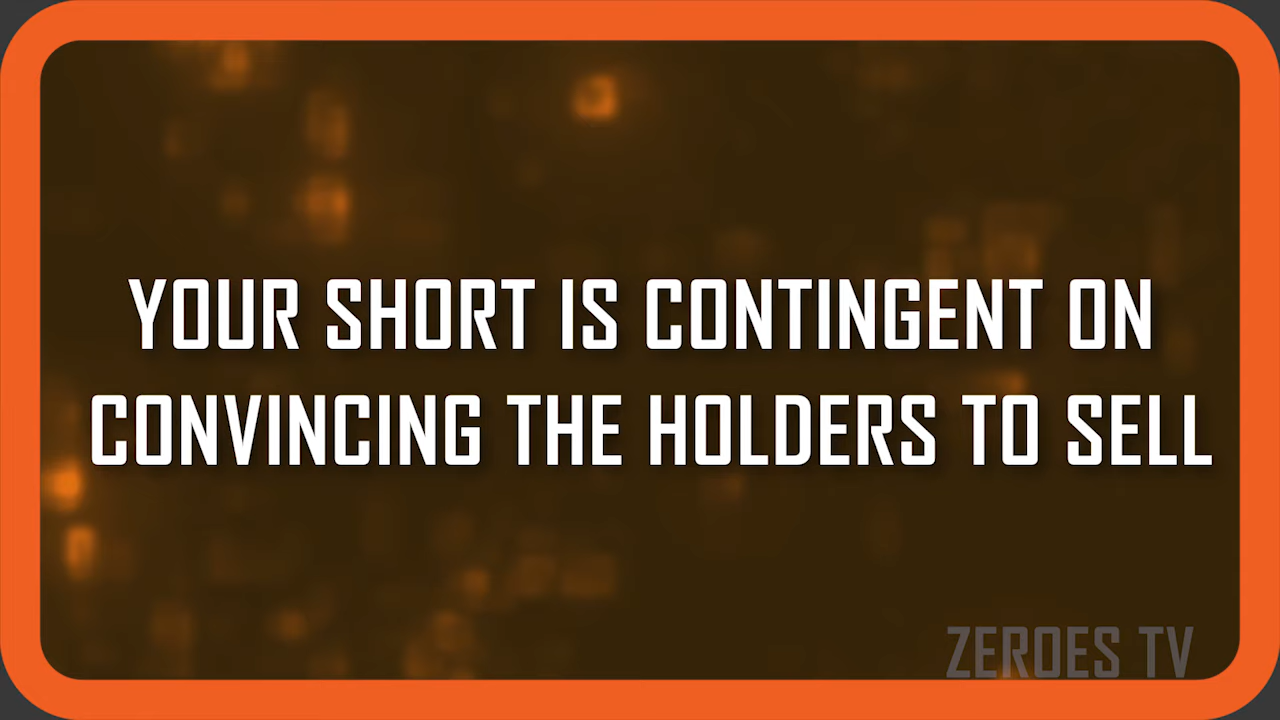 YOUR SHORT IS CONTINGENT ON
CONVINCING THE HOLDERS TO SELL
ZEROES TV